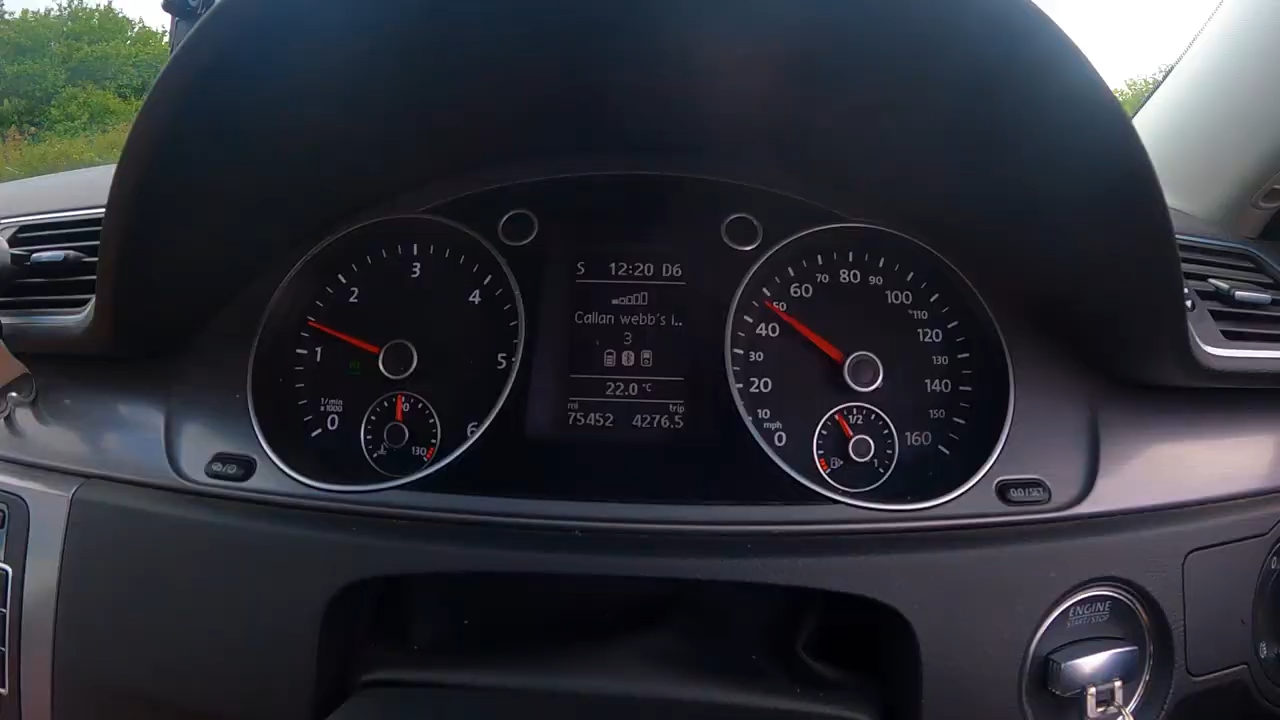 S 12:20 D6
Callan webb's i..
3
22.0 °C
mi trip
75452 4276.5
0
1
2
3
4
5
6
1/min
x1000
130
0
10
20
30
40
50
60
70
80
90
100
110
120
130
140
150
160
mph
1/2
1
0.0/SET
ENGINE
START/STOP